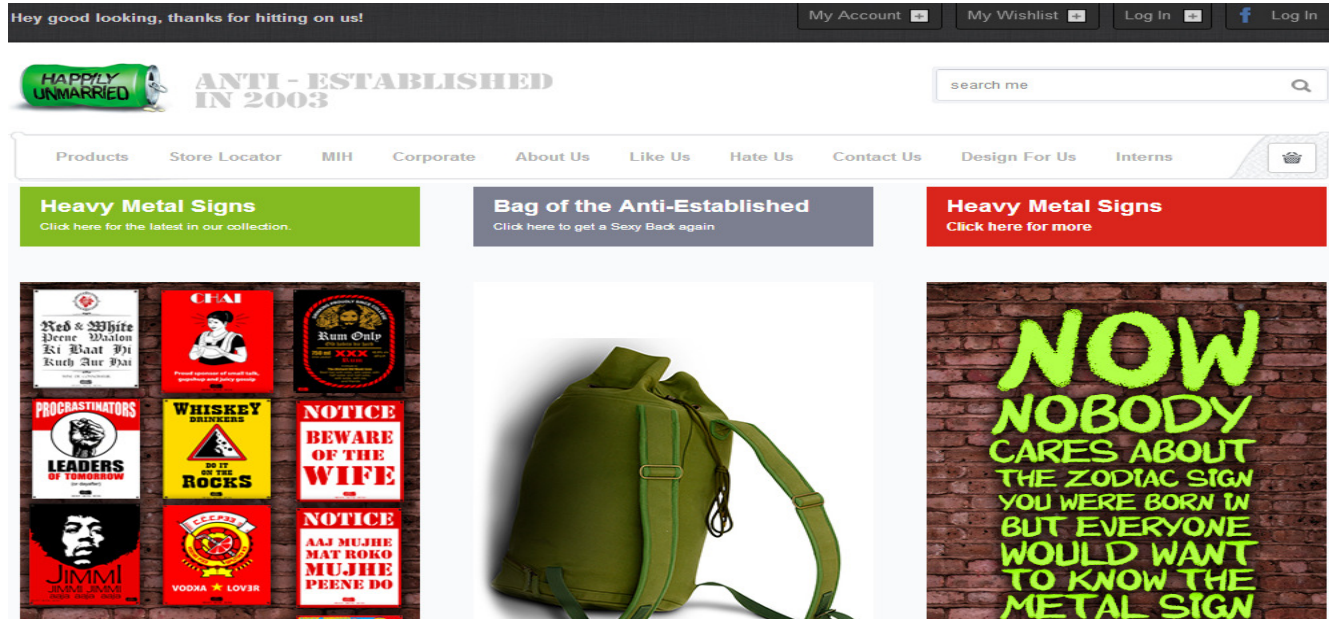 Hey good looking, thanks for hitting on us!
My Account
My Wishlist
Log In
Log In
HAPPILY
UNMARRIED
ANTI - ESTABLISHED
IN 2003
search me
Products
Store Locator
MIH
Corporate
About Us
Like Us
Hate Us
Contact Us
Design For Us
Interns
Heavy Metal Signs
Click here for the latest in our collection.
Bag of the Anti-Established
Click here to get a Sexy Back again
Heavy Metal Signs
Click here for more
Red & White
Peene Waalon
Ki Baat Hi
Kuch Aur Hai
CHAI
Proud sponsor of small talk,
gupshup and juicy gossip
Rum Only
750 ml
XXX
PROCRASTINATORS
LEADERS
OF TOMORROW
WHISKEY
DRINKERS
DO IT
ON THE
ROCKS
NOTICE
BEWARE
OF THE
WIFE
JIMMI
JIMMI JIMMI
C.C.C.P33
VODKA ★ LOVER
NOTICE
AAJ MUJHE
MAT ROKO
MUJHE
PEENE DO
NOW
NOBODY
CARES ABOUT
THE ZODIAC SIGN
YOU WERE BORN IN
BUT EVERYONE
WOULD WANT
TO KNOW THE
METAL SIGN